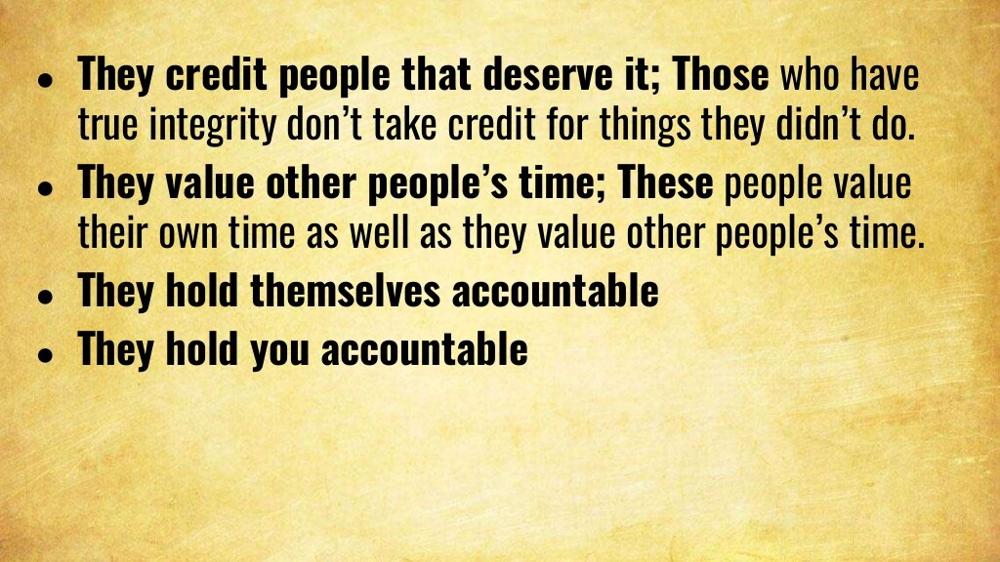 • They credit people that deserve it; Those who have
true integrity don’t take credit for things they didn’t do.
• They value other people’s time; These people value
their own time as well as they value other people’s time.
• They hold themselves accountable
• They hold you accountable